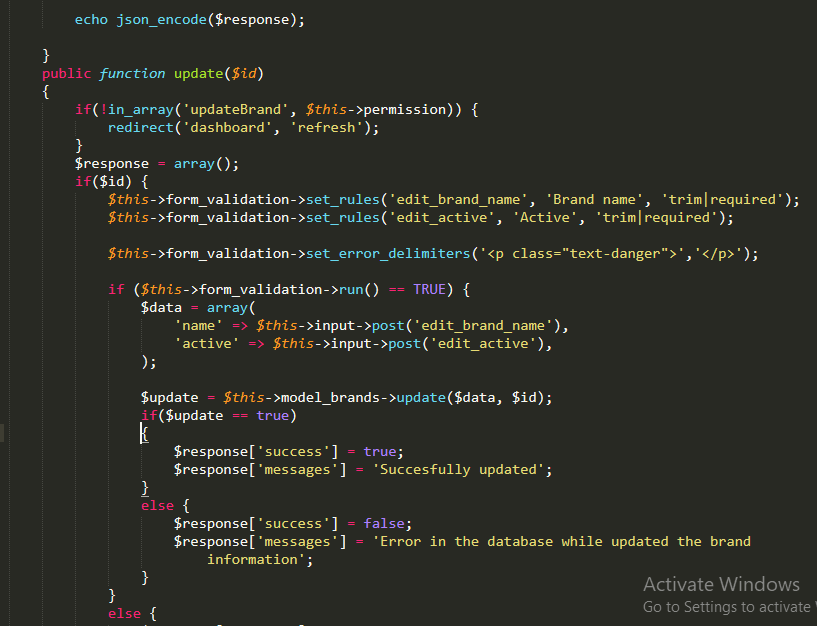 echo json_encode($response);
}
public function update($id)
{
if(!in_array('updateBrand', $this->permission)) {
redirect('dashboard', 'refresh');
}
$response = array();
if($id) {
$this->form_validation->set_rules('edit_brand_name', 'Brand name', 'trim|required');
$this->form_validation->set_rules('edit_active', 'Active', 'trim|required');
$this->form_validation->set_error_delimiters('<p class="text-danger">','</p>');
if ($this->form_validation->run() == TRUE) {
$data = array(
'name' => $this->input->post('edit_brand_name'),
'active' => $this->input->post('edit_active'),
);
$update = $this->model_brands->update($data, $id);
if($update == true)
{
$response['success'] = true;
$response['messages'] = 'Succesfully updated';
}
else {
$response['success'] = false;
$response['messages'] = 'Error in the database while updated the brand
information';
}
}
else {
Activate Windows
Go to Settings to activate